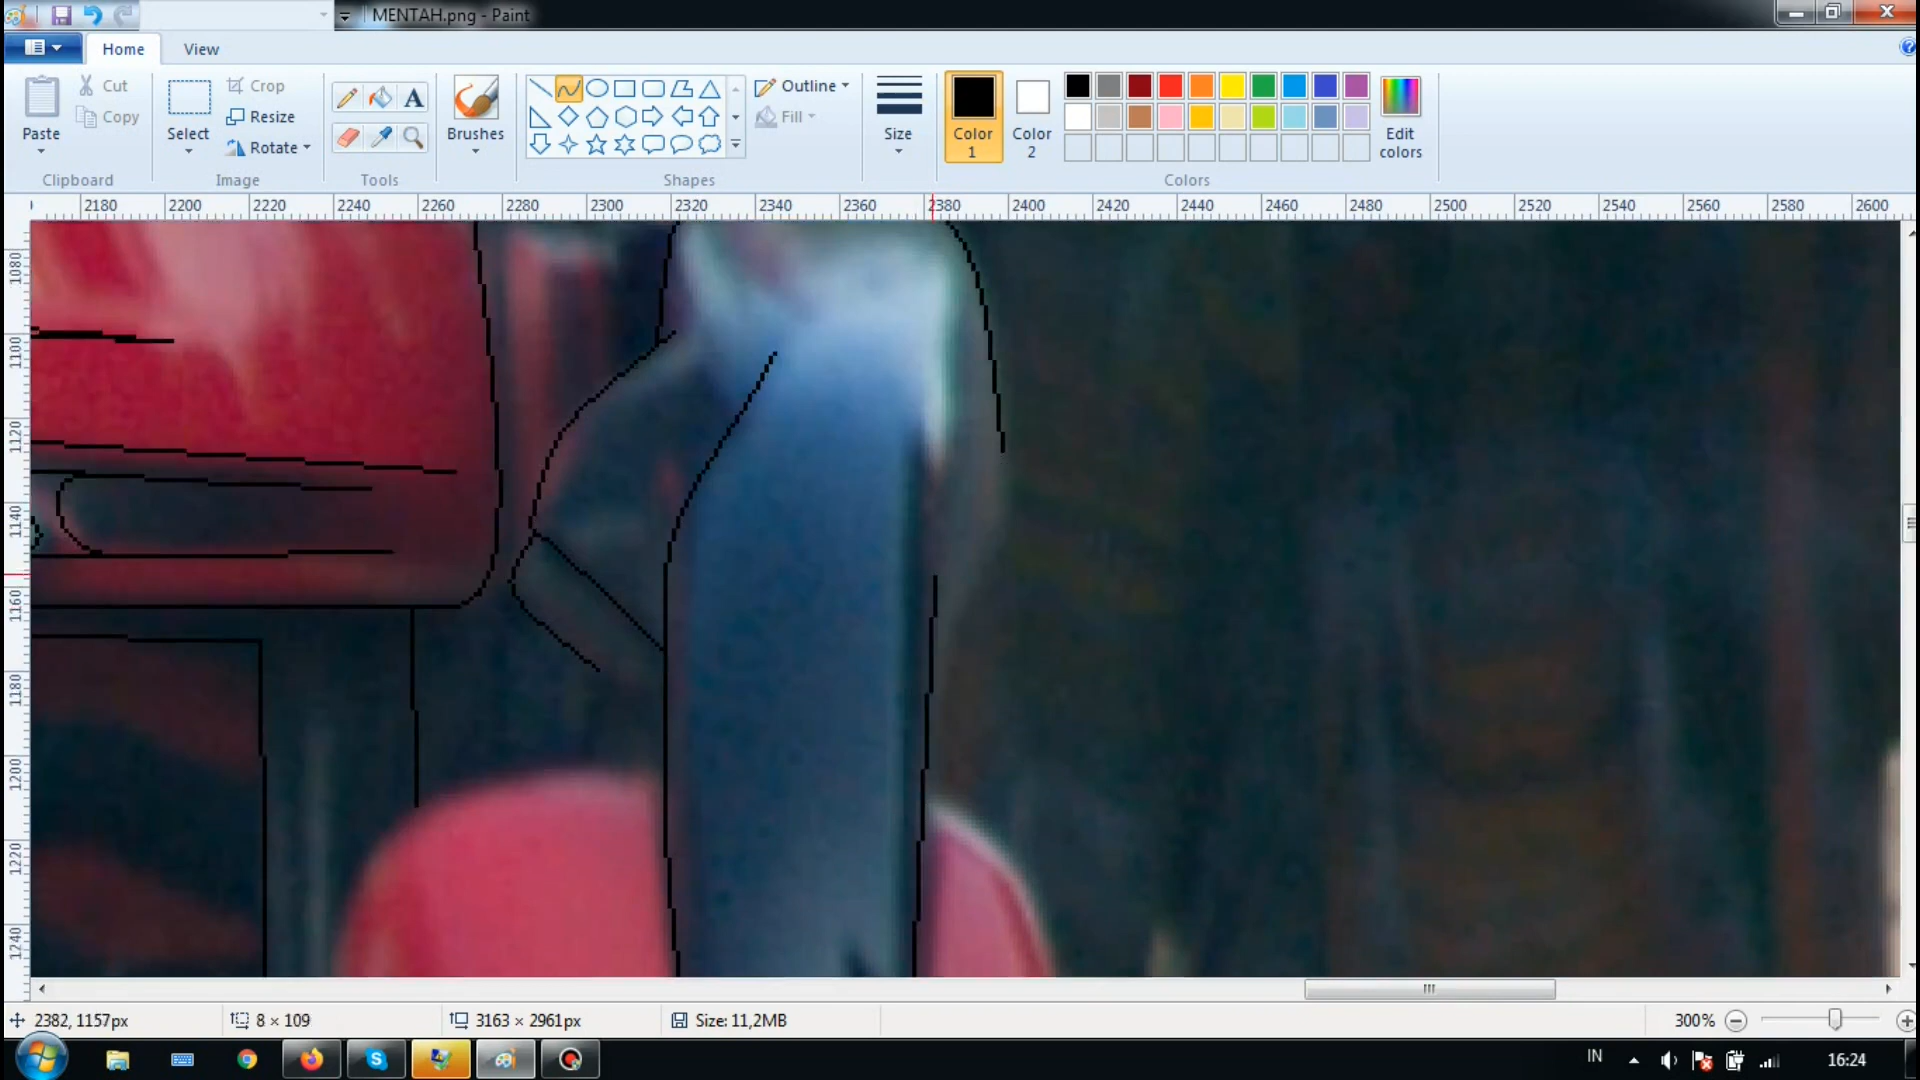 MENTAH.png - Paint
Home View
Paste
Cut
Copy
Clipboard
Select
Crop
Resize
Rotate
Image
A
Tools
Brushes
Shapes
Outline
Fill
Size
Color 1
Color 2
Edit colors
Colors
2180 2200 2220 2240 2260 2280 2300 2320 2340 2360 2380 2400 2420 2440 2460 2480 2500 2520 2540 2560 2580 2600
1080
1100
1120
1140
1160
1180
1200
1220
1240
2382, 1157px
8 × 109
3163 × 2961px
Size: 11,2MB
300%
IN
16:24